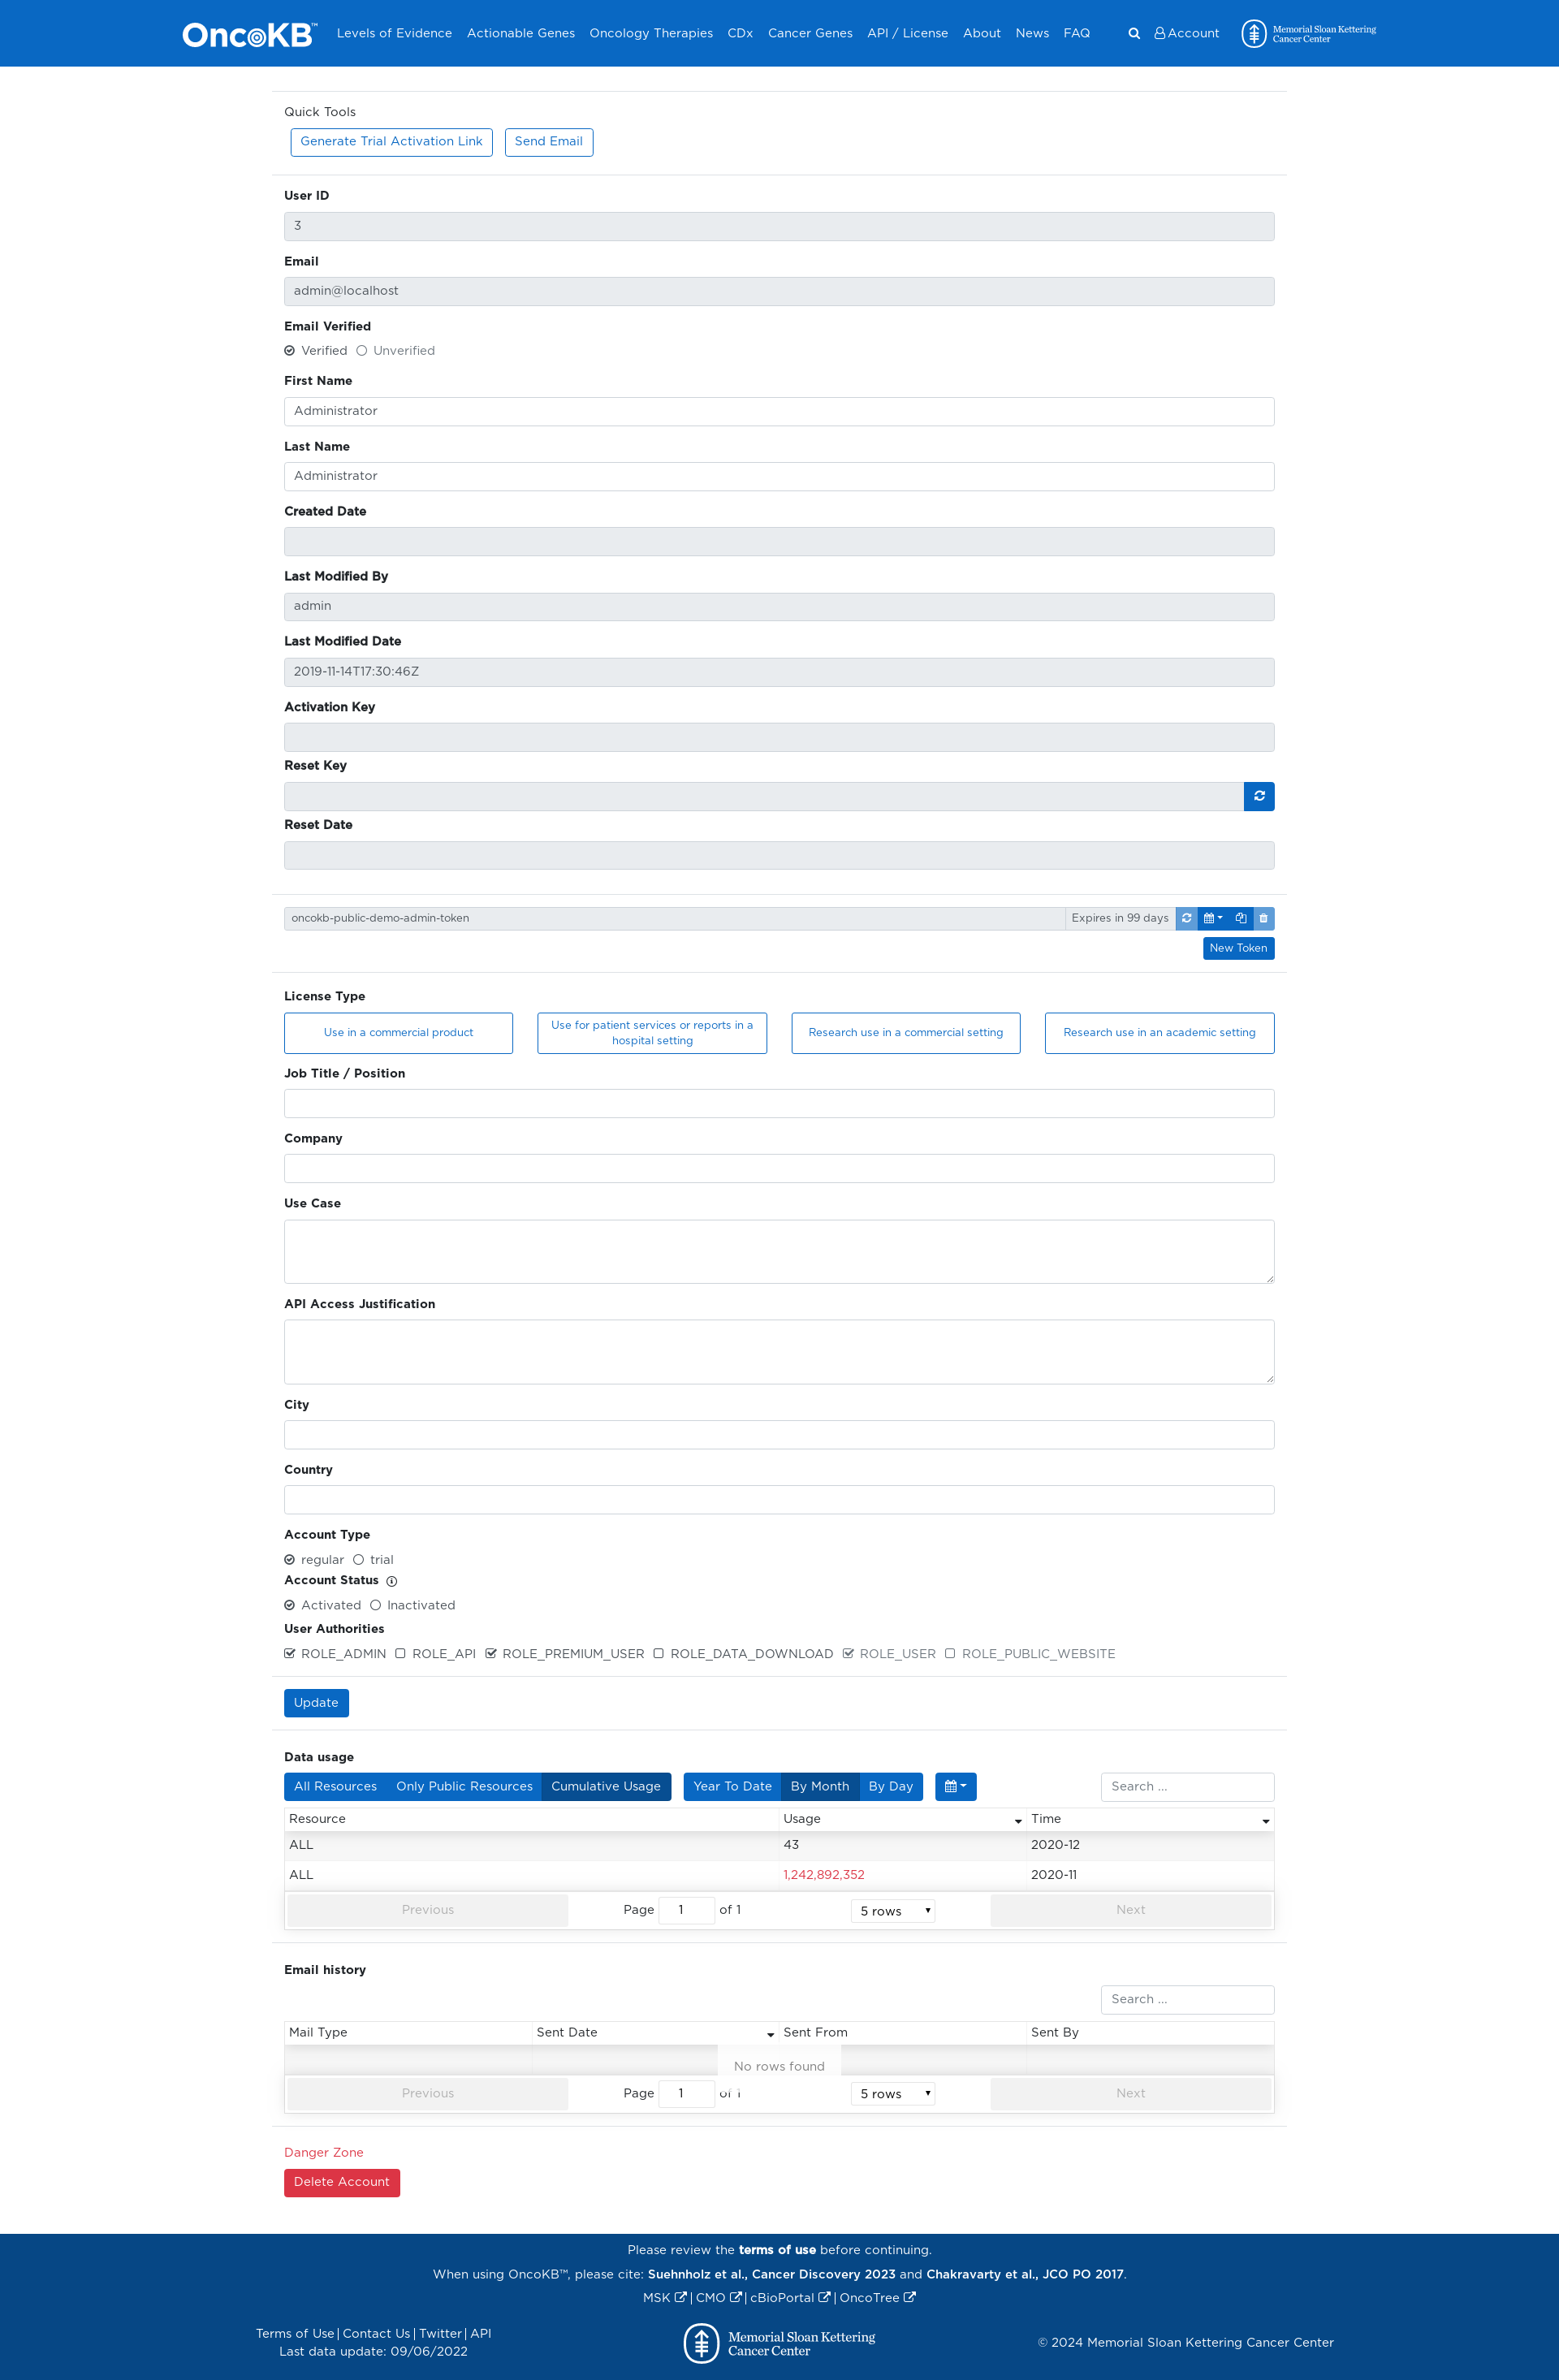 OncoKB™ Levels of Evidence Actionable Genes Oncology Therapies CDx Cancer Genes API / License About News FAQ Account Memorial Sloan Kettering Cancer Center
Quick Tools
Generate Trial Activation Link Send Email
User ID
3
Email
admin@localhost
Email Verified
Verified Unverified
First Name
Administrator
Last Name
Administrator
Created Date
Last Modified By
admin
Last Modified Date
2019-11-14T17:30:46Z
Activation Key
Reset Key
Reset Date
oncokb-public-demo-admin-token Expires in 99 days
New Token
License Type
Use in a commercial product
Use for patient services or reports in a
hospital setting
Research use in a commercial setting
Research use in an academic setting
Job Title / Position
Company
Use Case
API Access Justification
City
Country
Account Type
regular trial
Account Status
Activated Inactivated
User Authorities
ROLE_ADMIN ROLE_API ROLE_PREMIUM_USER ROLE_DATA_DOWNLOAD ROLE_USER ROLE_PUBLIC_WEBSITE
Update
Data usage
All Resources Only Public Resources Cumulative Usage Year To Date By Month By Day Search ...
Resource Usage Time
ALL 43 2020-12
ALL 1,242,892,352 2020-11
Previous Page 1 of 1 5 rows Next
Email history
Search ...
Mail Type Sent Date Sent From Sent By
No rows found
Previous Page 1 of 1 5 rows Next
Danger Zone
Delete Account
Please review the terms of use before continuing.
When using OncoKB™, please cite: Suehnholz et al., Cancer Discovery 2023 and Chakravarty et al., JCO PO 2017.
MSK | CMO | cBioPortal | OncoTree
Terms of Use | Contact Us | Twitter | API
Last data update: 09/06/2022
Memorial Sloan Kettering
Cancer Center
© 2024 Memorial Sloan Kettering Cancer Center